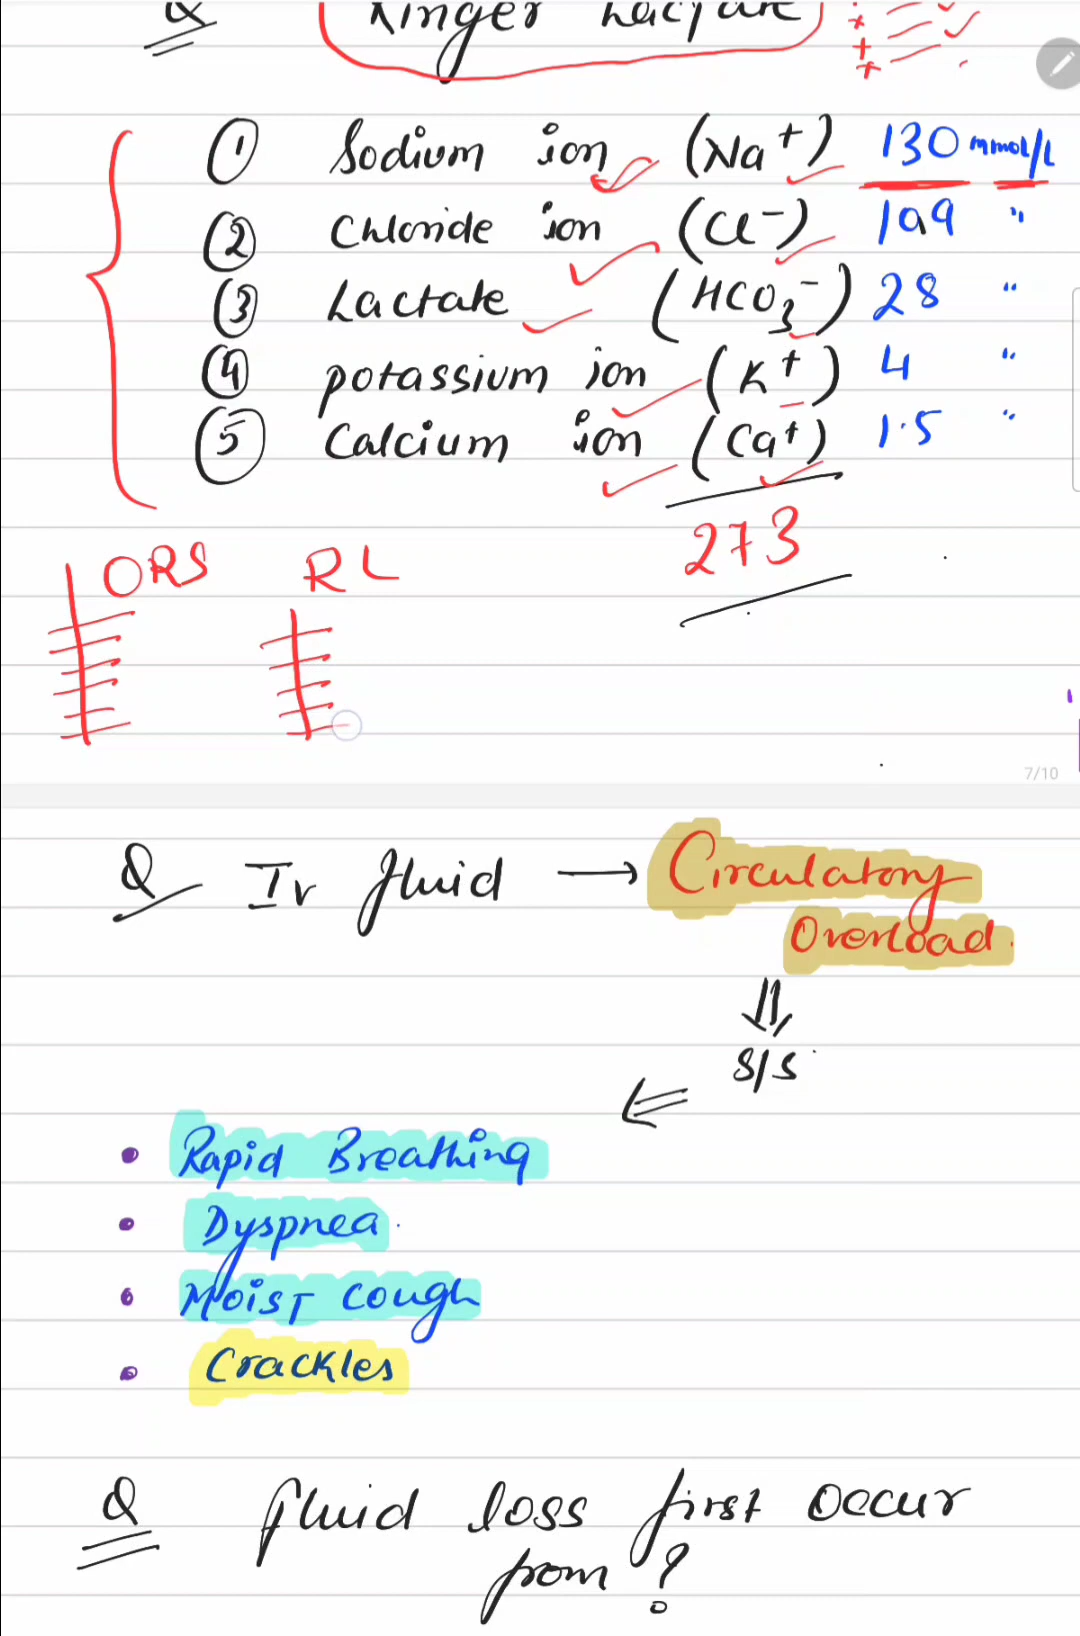 Q Ringer Lactate
① Sodium ion (Na+) 130 mmol/L
② Chloride ion (Cl-) 109 "
③ Lactate (HCO3-) 28 "
④ potassium ion (K+) 4 "
⑤ Calcium ion (Ca+) 1.5 "
273
ORS RL
7/10
Q Iv fluid → Circulatory
Overload.
⇓
S/S
⇐
• Rapid Breathing
• Dyspnea.
• Moist cough
• Crackles
Q fluid loss first occur
from?